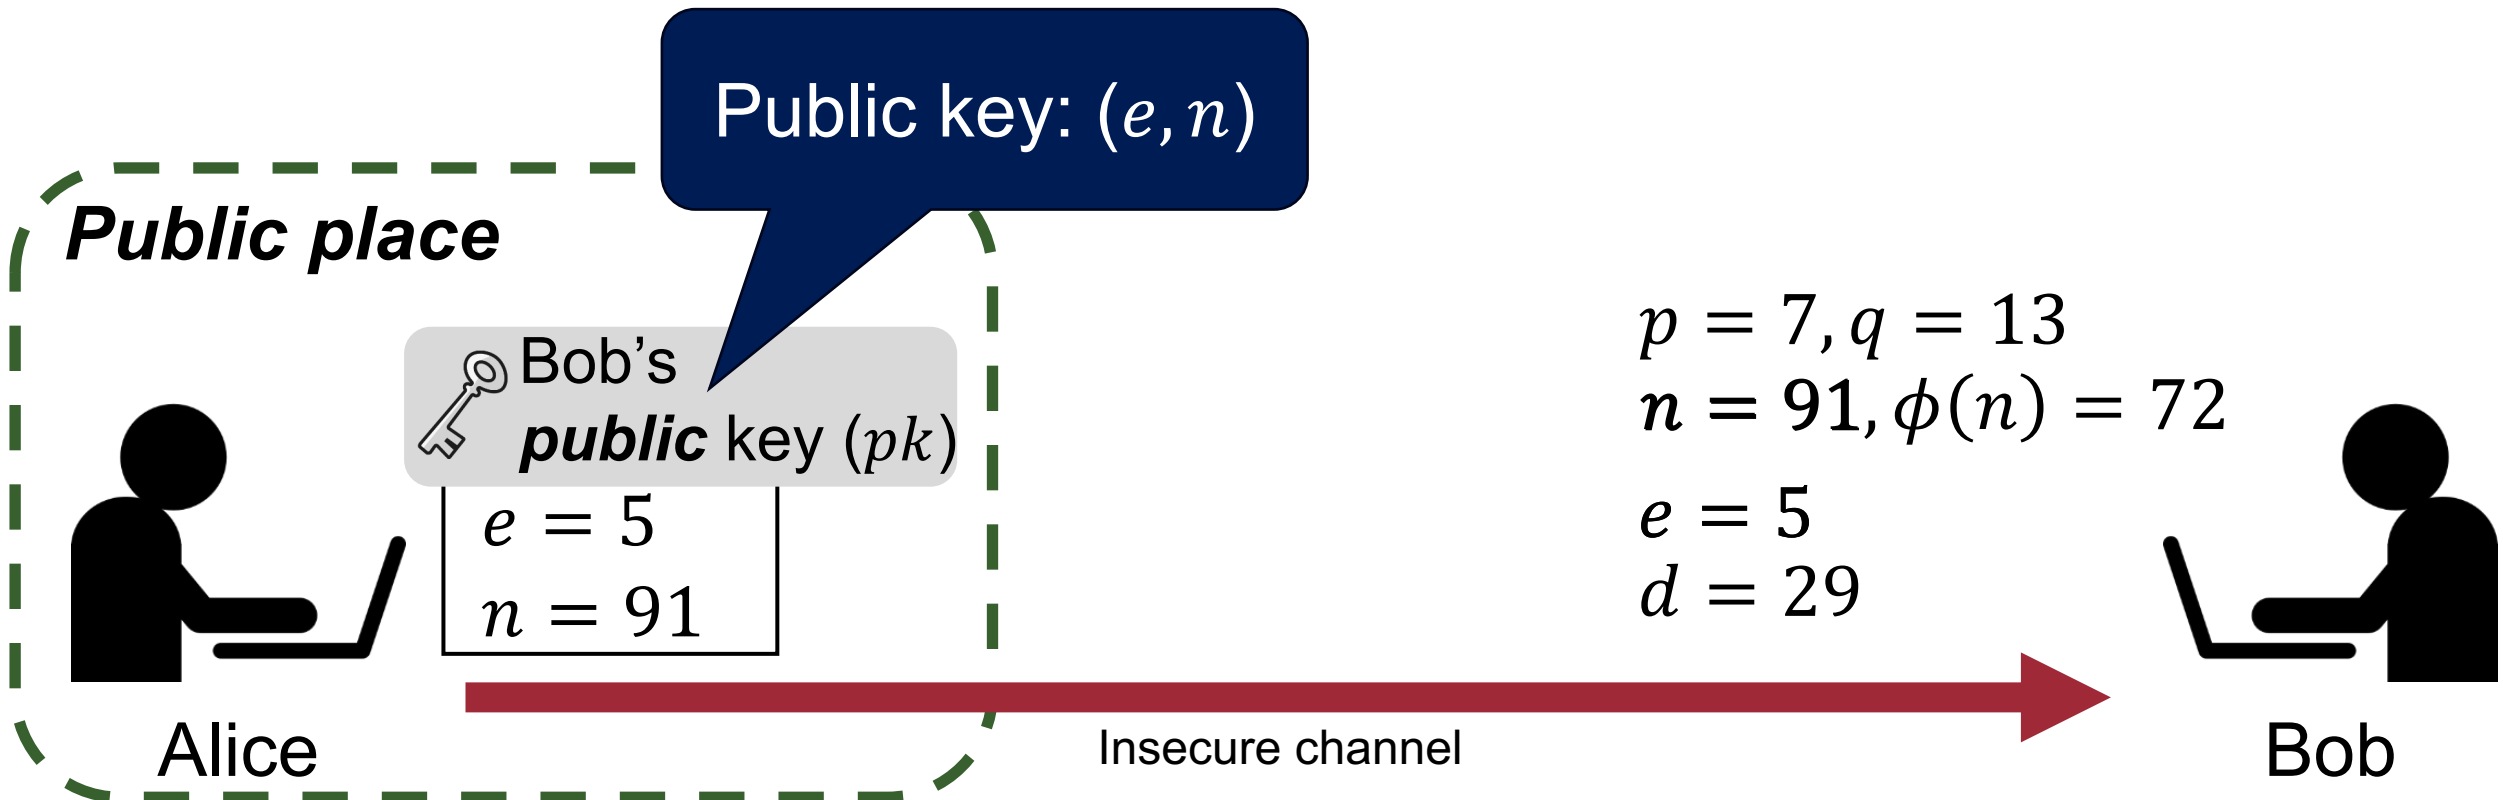 Public key: (e, n)
Public place
Bob's
public key (pk)
e = 5
n = 91
p = 7, q = 13
n = 91, ϕ(n) = 72
e = 5
d = 29
Insecure channel
Alice
Bob